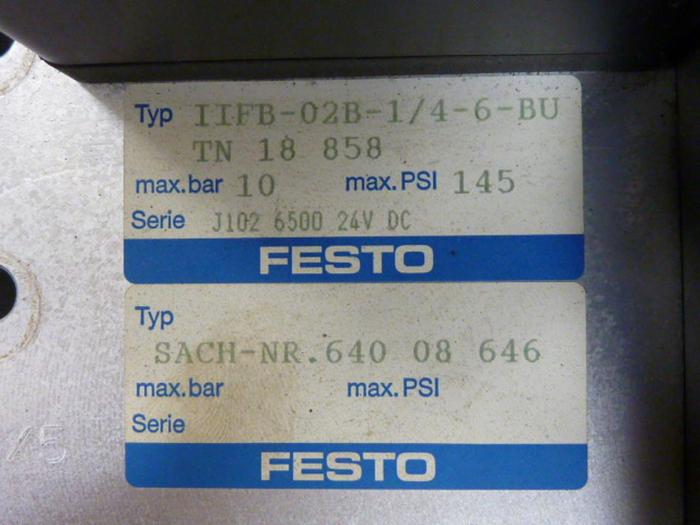 Typ IIFB-02B-1/4-6-BU
TN 18 858
max.bar 10 max.PSI 145
Serie J102 6500 24V DC
FESTO
Typ
SACH-NR.640 08 646
max.bar max.PSI
Serie
FESTO